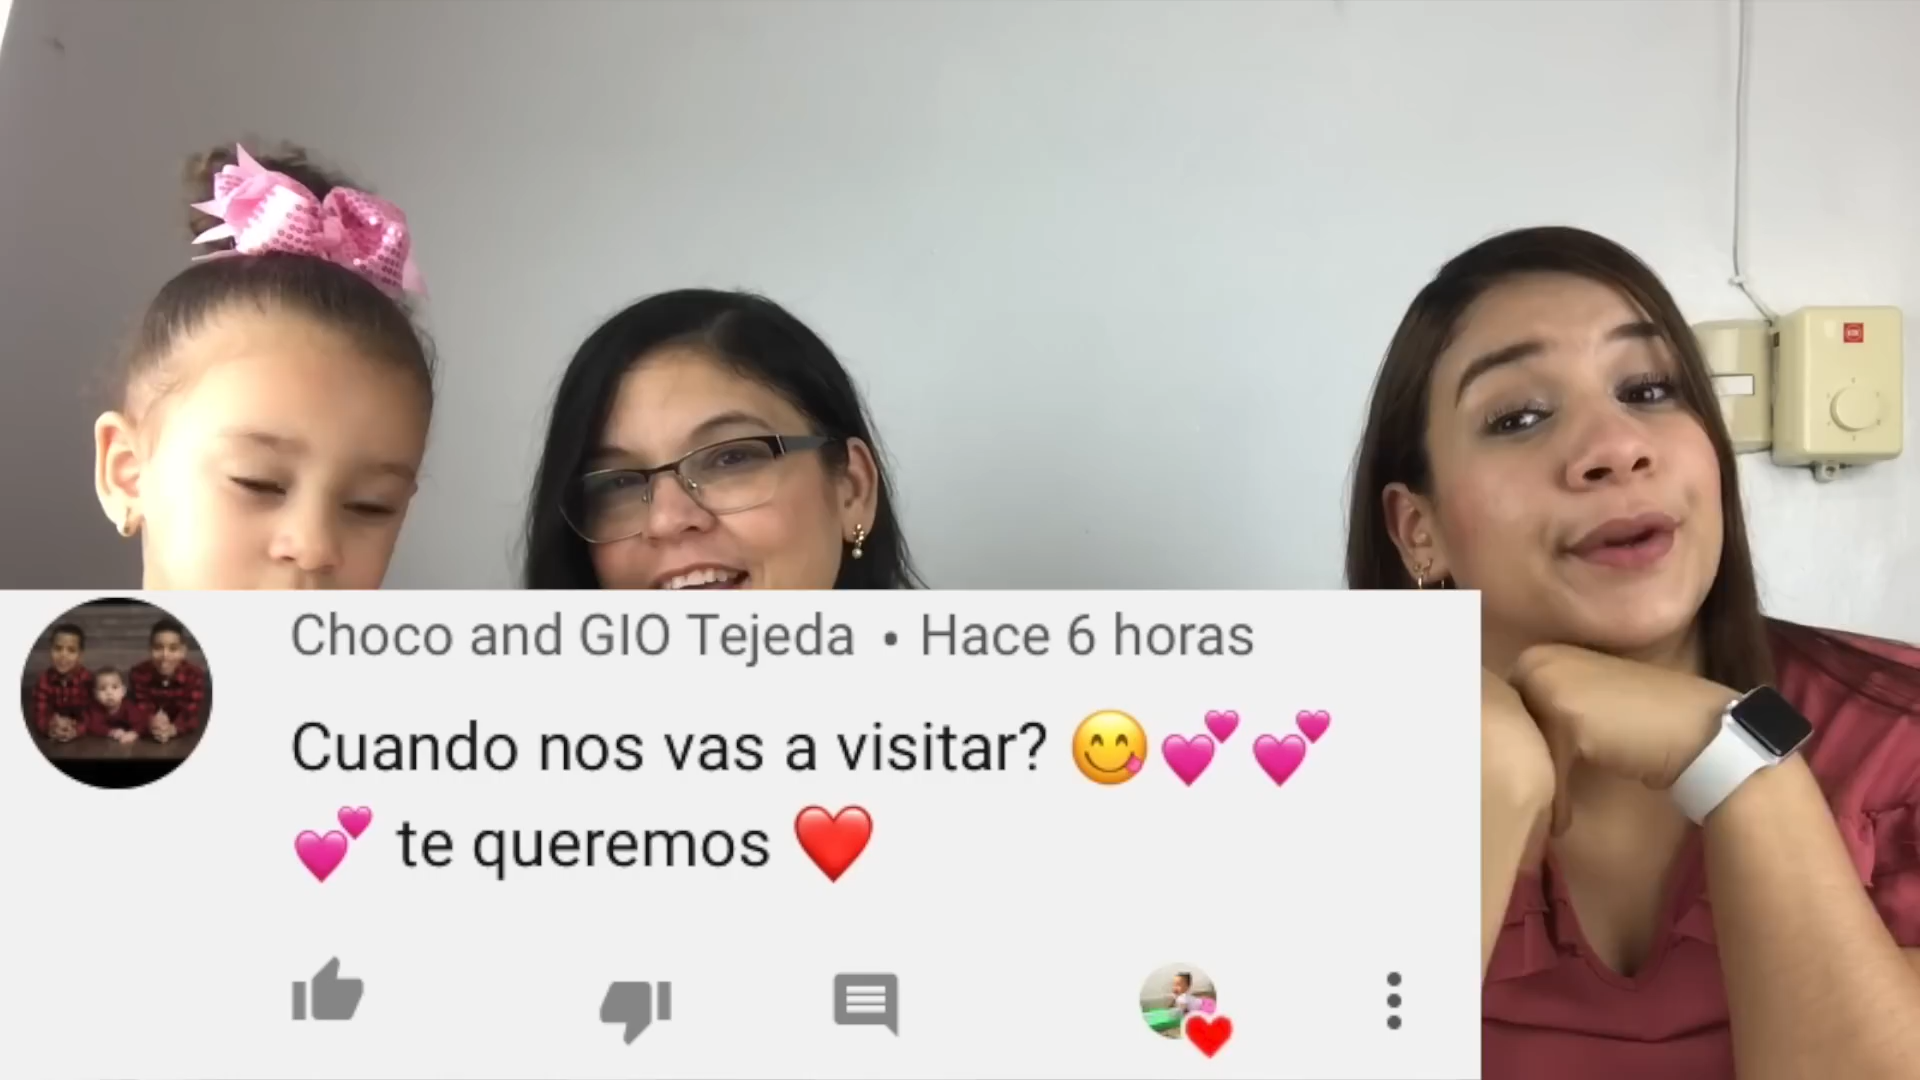 Choco and GIO Tejeda • Hace 6 horas
Cuando nos vas a visitar? 😋💕💕
💕 te queremos ❤️